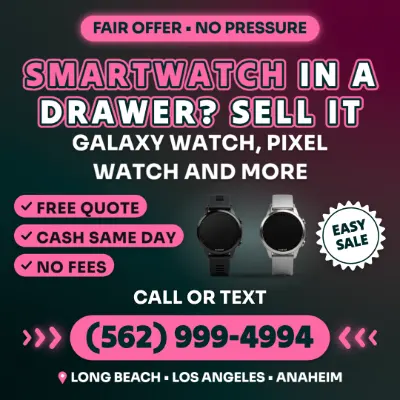 FAIR OFFER • NO PRESSURE
SMARTWATCH IN A
DRAWER? SELL IT
GALAXY WATCH, PIXEL
WATCH AND MORE
FREE QUOTE
CASH SAME DAY
NO FEES
EASY
SALE
CALL OR TEXT
(562) 999-4994
LONG BEACH • LOS ANGELES • ANAHEIM